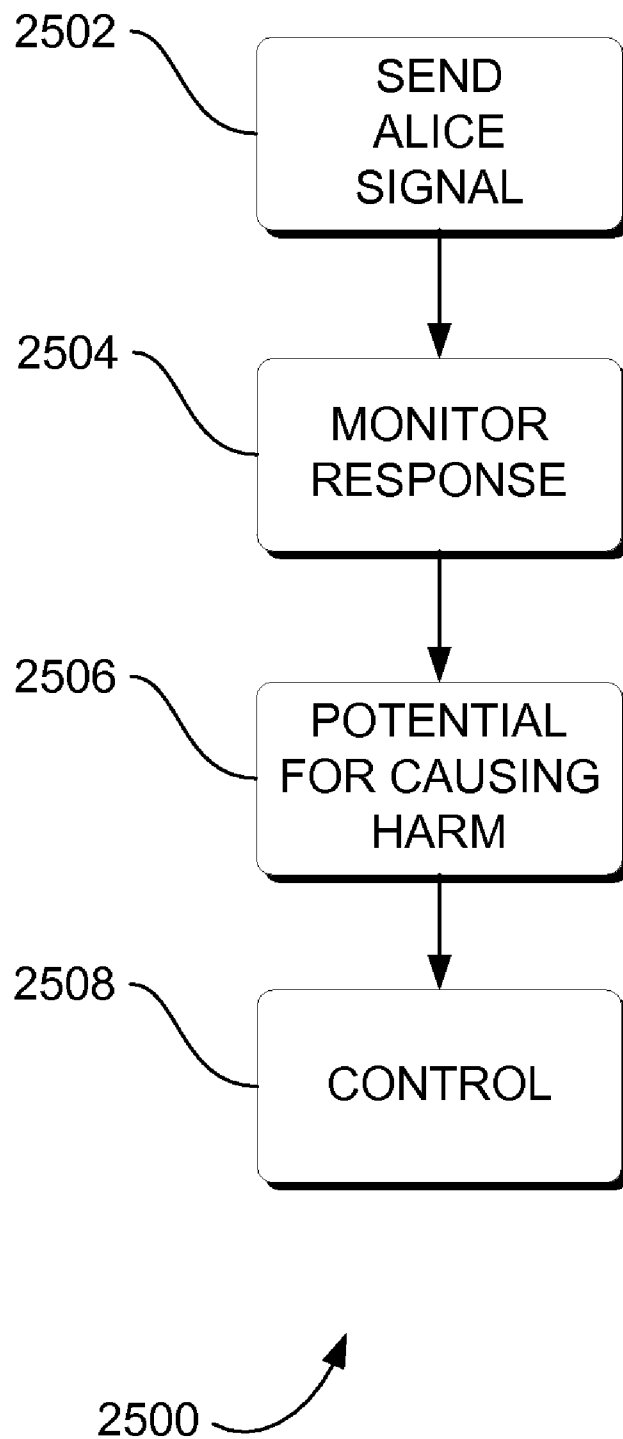 2502
SEND
ALICE
SIGNAL
2504
MONITOR
RESPONSE
2506
POTENTIAL
FOR CAUSING
HARM
2508
CONTROL
2500